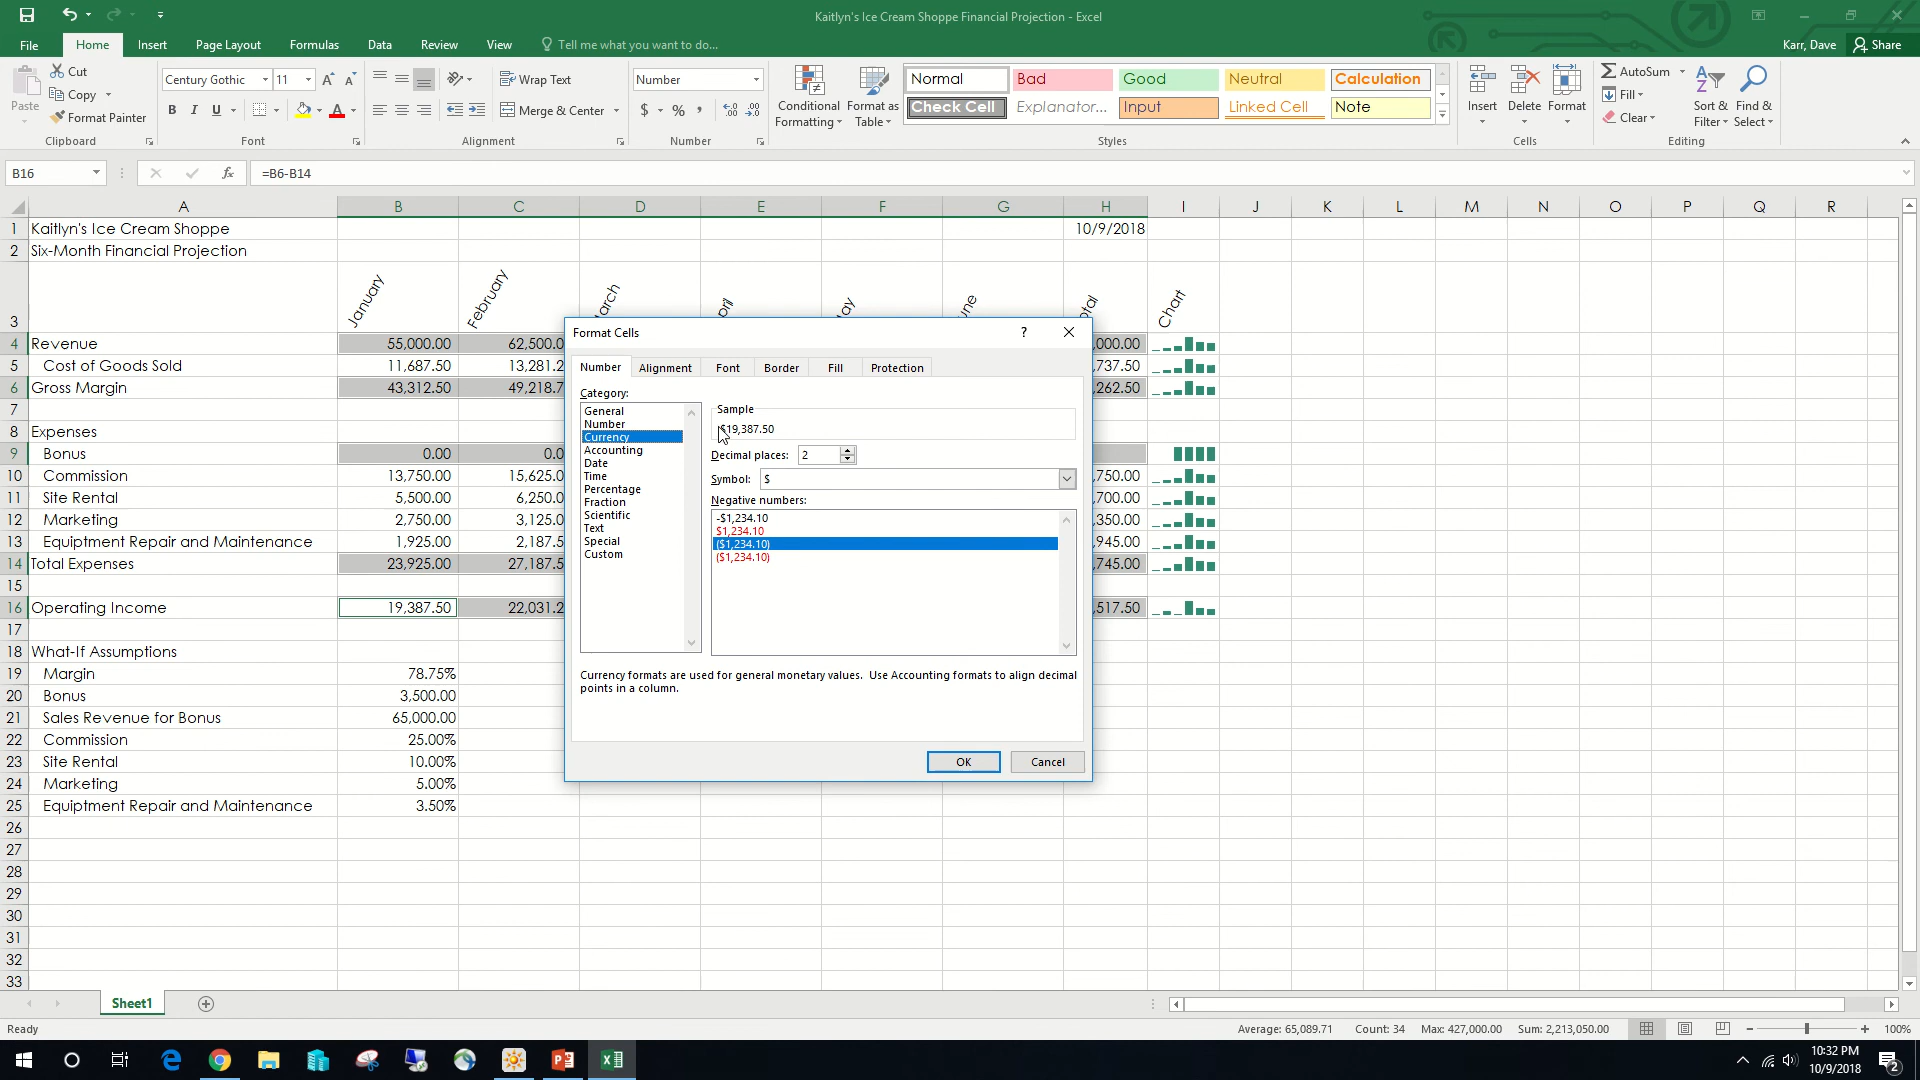 Kaitlyn's Ice Cream Shoppe Financial Projection - Excel
File Home Insert Page Layout Formulas Data Review View Tell me what you want to do... Karr, Dave Share
Paste Cut Copy Format Painter Clipboard
Century Gothic 11 B I U A Font
Wrap Text Merge & Center Alignment
Number $ % , Number
Conditional Formatting Format as Table
Normal Bad Good Neutral Calculation
Check Cell Explanator... Input Linked Cell Note
Styles
Insert Delete Format Cells
AutoSum Fill Clear Sort & Filter Find & Select Editing
B16 fx =B6-B14
A B C D E F G H I J K L M N O P Q R
1 Kaitlyn's Ice Cream Shoppe 10/9/2018
2 Six-Month Financial Projection
3 January February arch pril ay une otal Chart
4 Revenue 55,000.00 62,500.0 ,000.00
5 Cost of Goods Sold 11,687.50 13,281.2 ,737.50
6 Gross Margin 43,312.50 49,218.7 ,262.50
7
8 Expenses
9 Bonus 0.00 0.0
10 Commission 13,750.00 15,625.0 ,750.00
11 Site Rental 5,500.00 6,250.0 ,700.00
12 Marketing 2,750.00 3,125.0 ,350.00
13 Equiptment Repair and Maintenance 1,925.00 2,187.5 ,945.00
14 Total Expenses 23,925.00 27,187.5 ,745.00
15
16 Operating Income 19,387.50 22,031.2 ,517.50
17
18 What-If Assumptions
19 Margin 78.75%
20 Bonus 3,500.00
21 Sales Revenue for Bonus 65,000.00
22 Commission 25.00%
23 Site Rental 10.00%
24 Marketing 5.00%
25 Equiptment Repair and Maintenance 3.50%
26
27
28
29
30
31
32
33
Format Cells ?
Number Alignment Font Border Fill Protection
Category:
General
Number
Currency
Accounting
Date
Time
Percentage
Fraction
Scientific
Text
Special
Custom
Sample
$19,387.50
Decimal places: 2
Symbol: $
Negative numbers:
-$1,234.10
$1,234.10
($1,234.10)
($1,234.10)
Currency formats are used for general monetary values. Use Accounting formats to align decimal
points in a column.
OK Cancel
Sheet1
Ready Average: 65,089.71 Count: 34 Max: 427,000.00 Sum: 2,213,050.00 100%
10:32 PM
10/9/2018
2